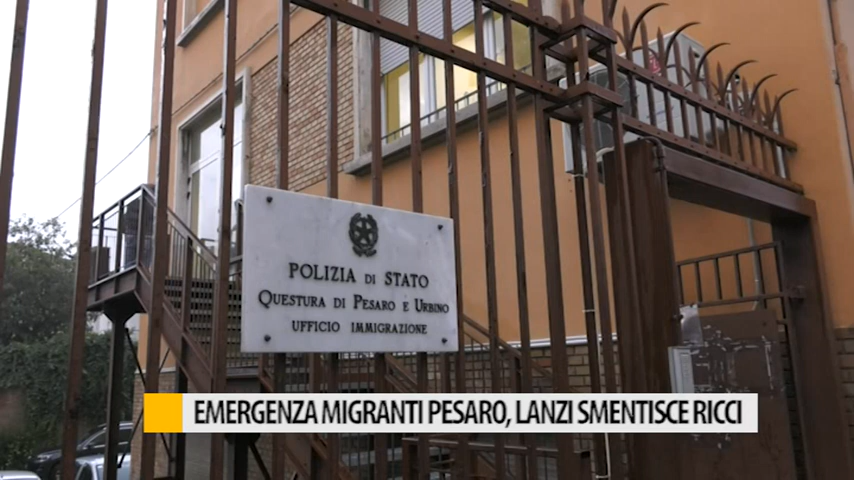 POLIZIA DI STATO
QUESTURA DI PESARO E URBINO
UFFICIO IMMIGRAZIONE
EMERGENZA MIGRANTI PESARO, LANZI SMENTISCE RICCI